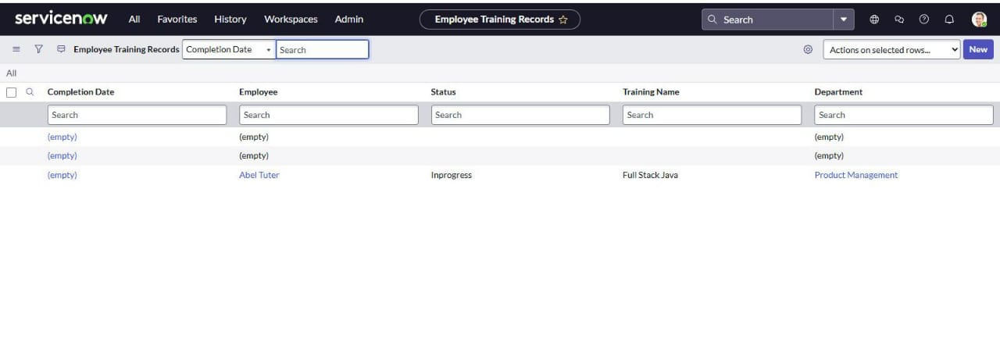 servicenow All Favorites History Workspaces Admin Employee Training Records Search
Employee Training Records Completion Date Search Actions on selected rows... New
All
Completion Date Employee Status Training Name Department
Search Search Search Search Search
(empty) (empty) (empty)
(empty) (empty) (empty)
(empty) Abel Tuter Inprogress Full Stack Java Product Management